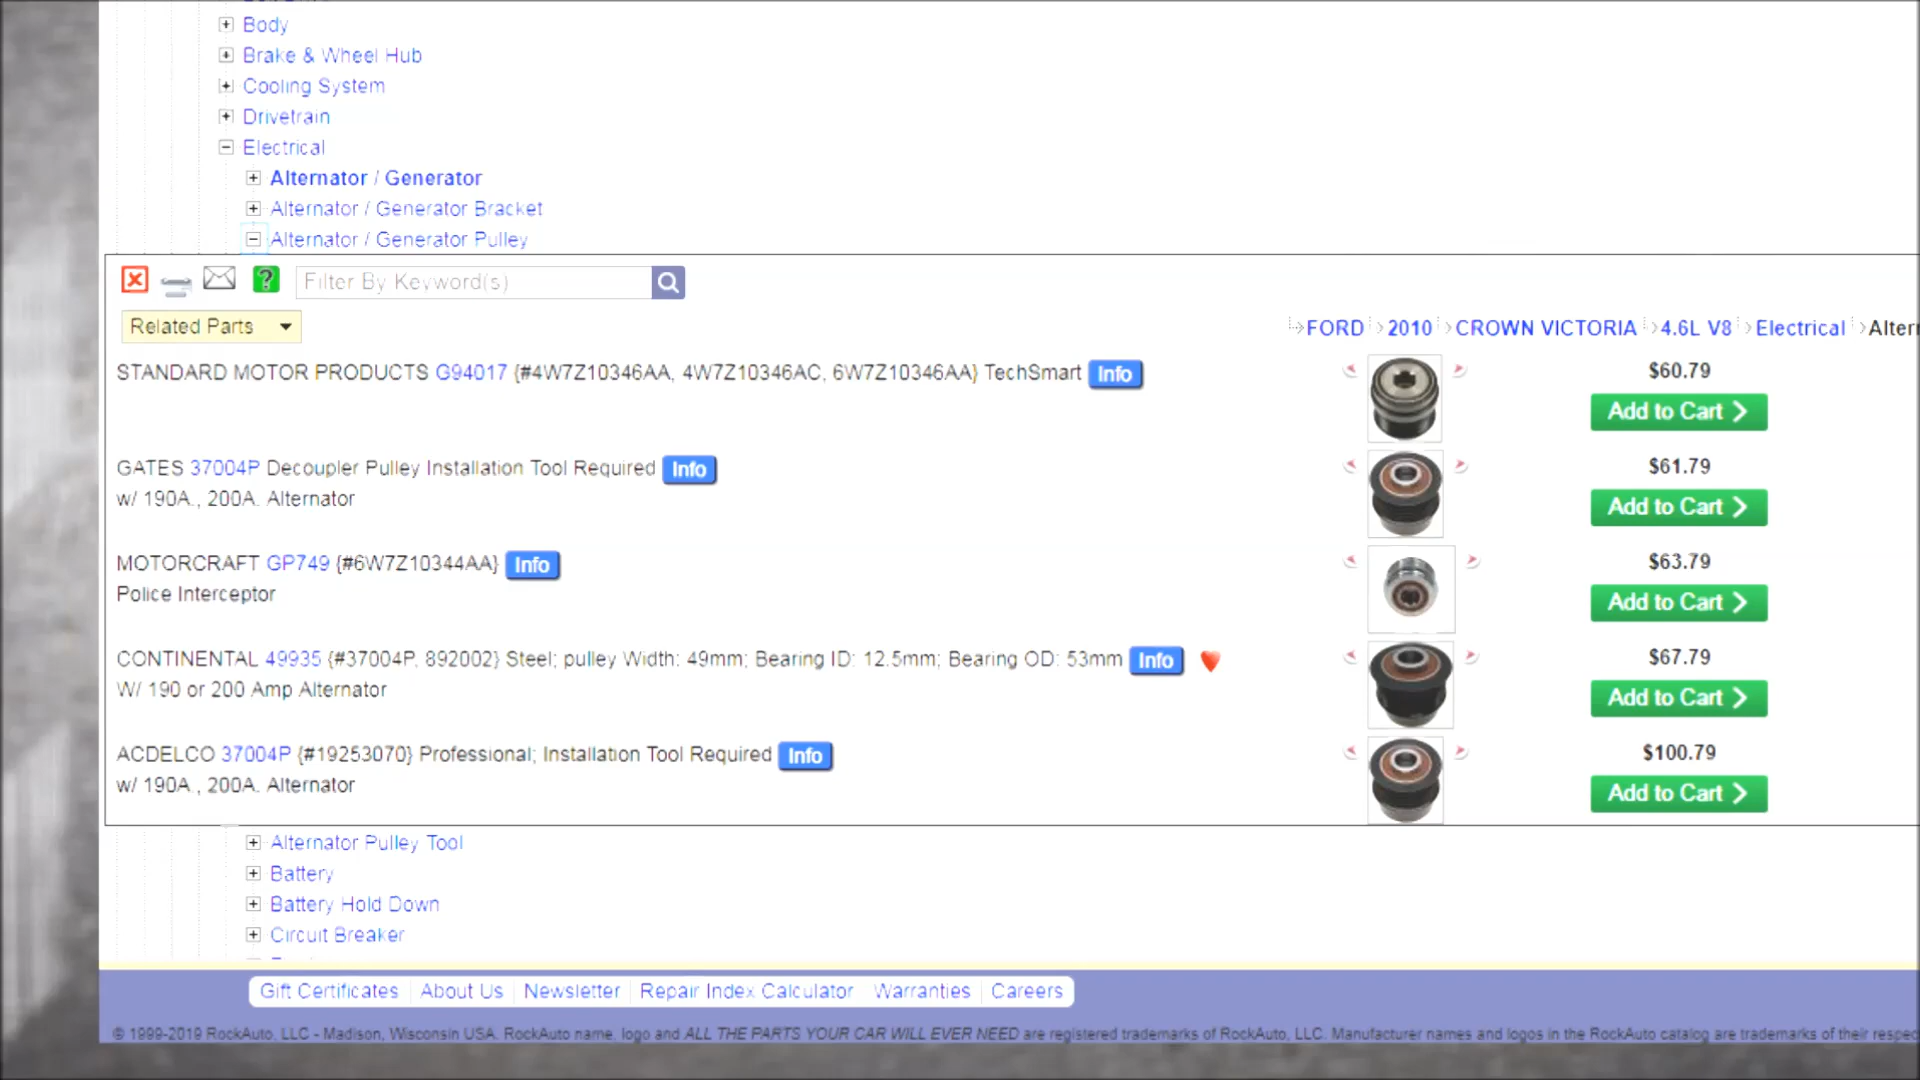 Body
Brake & Wheel Hub
Cooling System
Drivetrain
Electrical
Alternator / Generator
Alternator / Generator Bracket
Alternator / Generator Pulley
? Filter By Keyword(s)
Related Parts
FORD 2010 CROWN VICTORIA 4.6L V8 Electrical Altern
STANDARD MOTOR PRODUCTS G94017 {#4W7Z10346AA, 4W7Z10346AC, 6W7Z10346AA} TechSmart Info $60.79
Add to Cart
GATES 37004P Decoupler Pulley Installation Tool Required Info $61.79
w/ 190A., 200A. Alternator
Add to Cart
MOTORCRAFT GP749 {#6W7Z10344AA} Info $63.79
Police Interceptor
Add to Cart
CONTINENTAL 49935 {#37004P, 892002} Steel; pulley Width: 49mm; Bearing ID: 12.5mm; Bearing OD: 53mm Info $67.79
W/ 190 or 200 Amp Alternator
Add to Cart
ACDELCO 37004P {#19253070} Professional; Installation Tool Required Info $100.79
w/ 190A., 200A. Alternator
Add to Cart
Alternator Pulley Tool
Battery
Battery Hold Down
Circuit Breaker
Gift Certificates About Us Newsletter Repair Index Calculator Warranties Careers
© 1999-2019 RockAuto, LLC - Madison, Wisconsin USA. RockAuto name, logo and ALL THE PARTS YOUR CAR WILL EVER NEED are registered trademarks of RockAuto, LLC. Manufacturer names and logos in the RockAuto catalog are trademarks of their respec